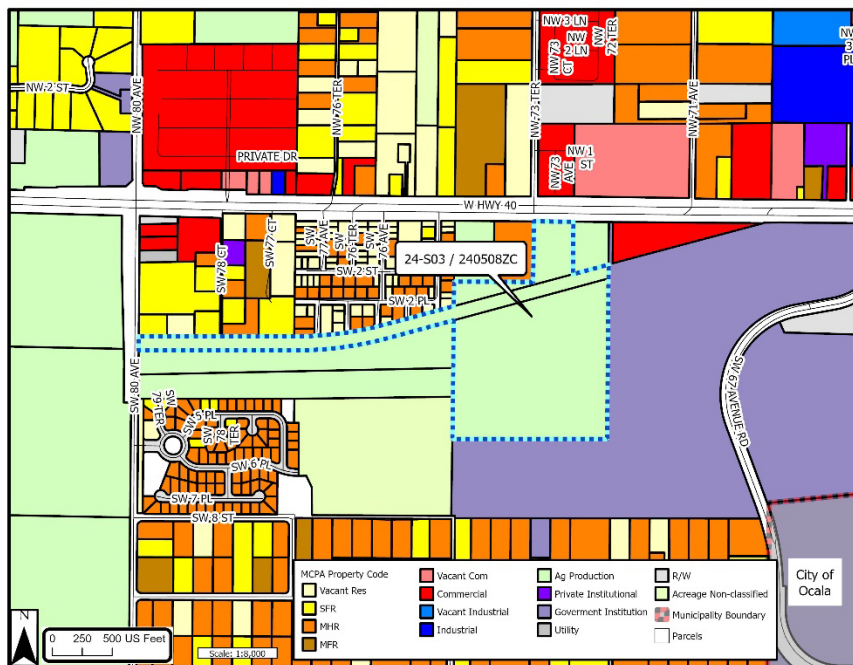 NW 3 LN
NW 2 LN
NW 73 CT
NW 72 TER
NW 3 PL
NW 2 ST
NW 80 AVE
NW 76 TER
NW 73 TER
NW 71 AVE
PRIVATE DR
NW 73 AVE
NW 1 ST
W HWY 40
SW 78 CT
SW 77 CT
SW 77 AVE
SW 76 TER
SW 76 AVE
SW 2 ST
24-S03 / 240508ZC
SW 2 PL
SW 80 AVE
SW 67 AVENUE RD
SW 79 TER
SW 5 PL
SW 78 TER
SW 6 PL
SW 7 PL
SW 8 ST
City of
Ocala
MCPA Property Code
Vacant Res
SFR
MHR
MFR
Vacant Com
Commercial
Vacant Industrial
Industrial
Ag Production
Private Institutional
Goverment Institution
Utility
R/W
Acreage Non-classified
Municipality Boundary
Parcels
N
0 250 500 US Feet
Scale: 1:8,000